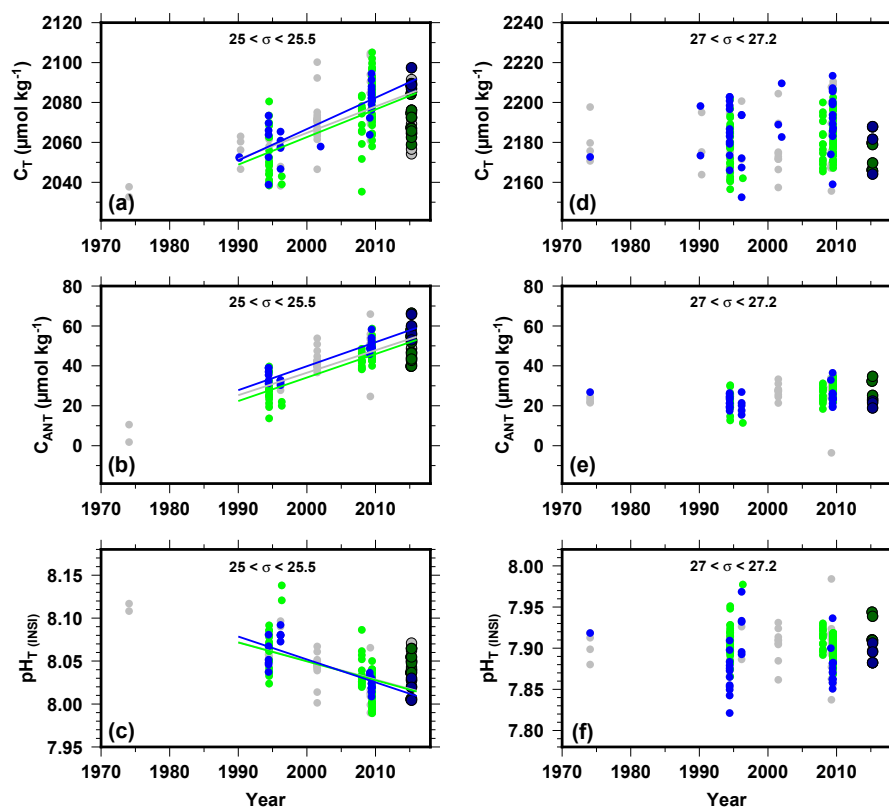 25 < σ < 25.5
2120
2100
2080
2060
2040
C_T (μmol kg⁻¹)
(a)
1970 1980 1990 2000 2010
27 < σ < 27.2
2240
2220
2200
2180
2160
C_T (μmol kg⁻¹)
(d)
1970 1980 1990 2000 2010
25 < σ < 25.5
80
60
40
20
0
C_ANT (μmol kg⁻¹)
(b)
1970 1980 1990 2000 2010
27 < σ < 27.2
80
60
40
20
0
C_ANT (μmol kg⁻¹)
(e)
1970 1980 1990 2000 2010
25 < σ < 25.5
8.15
8.10
8.05
8.00
7.95
pH_T (INSI)
(c)
1970 1980 1990 2000 2010
Year
27 < σ < 27.2
8.00
7.95
7.90
7.85
7.80
pH_T (INSI)
(f)
1970 1980 1990 2000 2010
Year